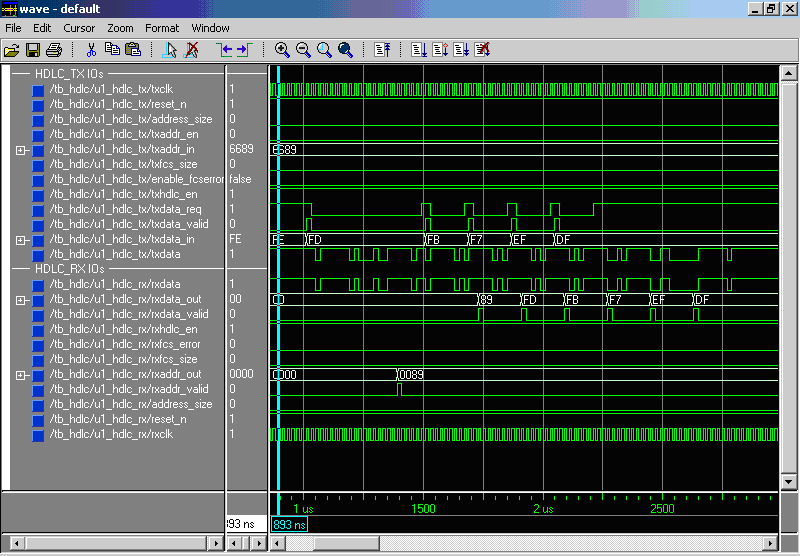 wave - default
File Edit Cursor Zoom Format Window
HDLC_TX IOs
/tb_hdlc/u1_hdlc_tx/txclk 1
/tb_hdlc/u1_hdlc_tx/reset_n 1
/tb_hdlc/u1_hdlc_tx/address_size 0
/tb_hdlc/u1_hdlc_tx/txaddr_en 0
/tb_hdlc/u1_hdlc_tx/txaddr_in 6689 6689
/tb_hdlc/u1_hdlc_tx/txfcs_size 0
/tb_hdlc/u1_hdlc_tx/enable_fcserror false
/tb_hdlc/u1_hdlc_tx/txhdlc_en 1
/tb_hdlc/u1_hdlc_tx/txdata_req 1
/tb_hdlc/u1_hdlc_tx/txdata_valid 0
/tb_hdlc/u1_hdlc_tx/txdata_in FE FE FD FB F7 EF DF
/tb_hdlc/u1_hdlc_tx/txdata 1
HDLC_RX IOs
/tb_hdlc/u1_hdlc_rx/rxdata 1
/tb_hdlc/u1_hdlc_rx/rxdata_out 00 89 FD FB F7 EF DF
/tb_hdlc/u1_hdlc_rx/rxdata_valid 0
/tb_hdlc/u1_hdlc_rx/rxhdlc_en 1
/tb_hdlc/u1_hdlc_rx/rxfcs_error 0
/tb_hdlc/u1_hdlc_rx/rxfcs_size 0
/tb_hdlc/u1_hdlc_rx/rxaddr_out 0000 0000 0089
/tb_hdlc/u1_hdlc_rx/rxaddr_valid 0
/tb_hdlc/u1_hdlc_rx/address_size 0
/tb_hdlc/u1_hdlc_rx/reset_n 1
/tb_hdlc/u1_hdlc_rx/rxclk 1
1 us 1500 2 us 2500
893 ns 893 ns